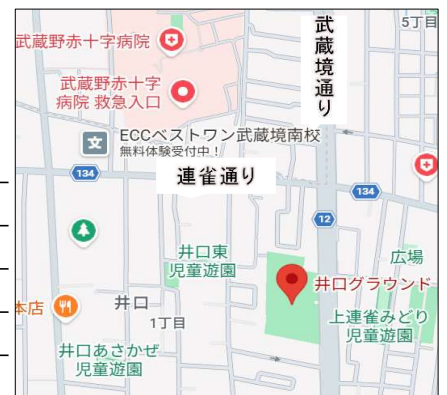 武蔵境通り
5丁目
武蔵野赤十字病院
武蔵野赤十字
病院 救急入口
ECCベストワン武蔵境南校
無料体験受付中！
134
連雀通り
134
12
井口東
児童遊園
広場
井口グラウンド
本店
井口
1丁目
上連雀みどり
児童遊園
井口あさかぜ
児童遊園